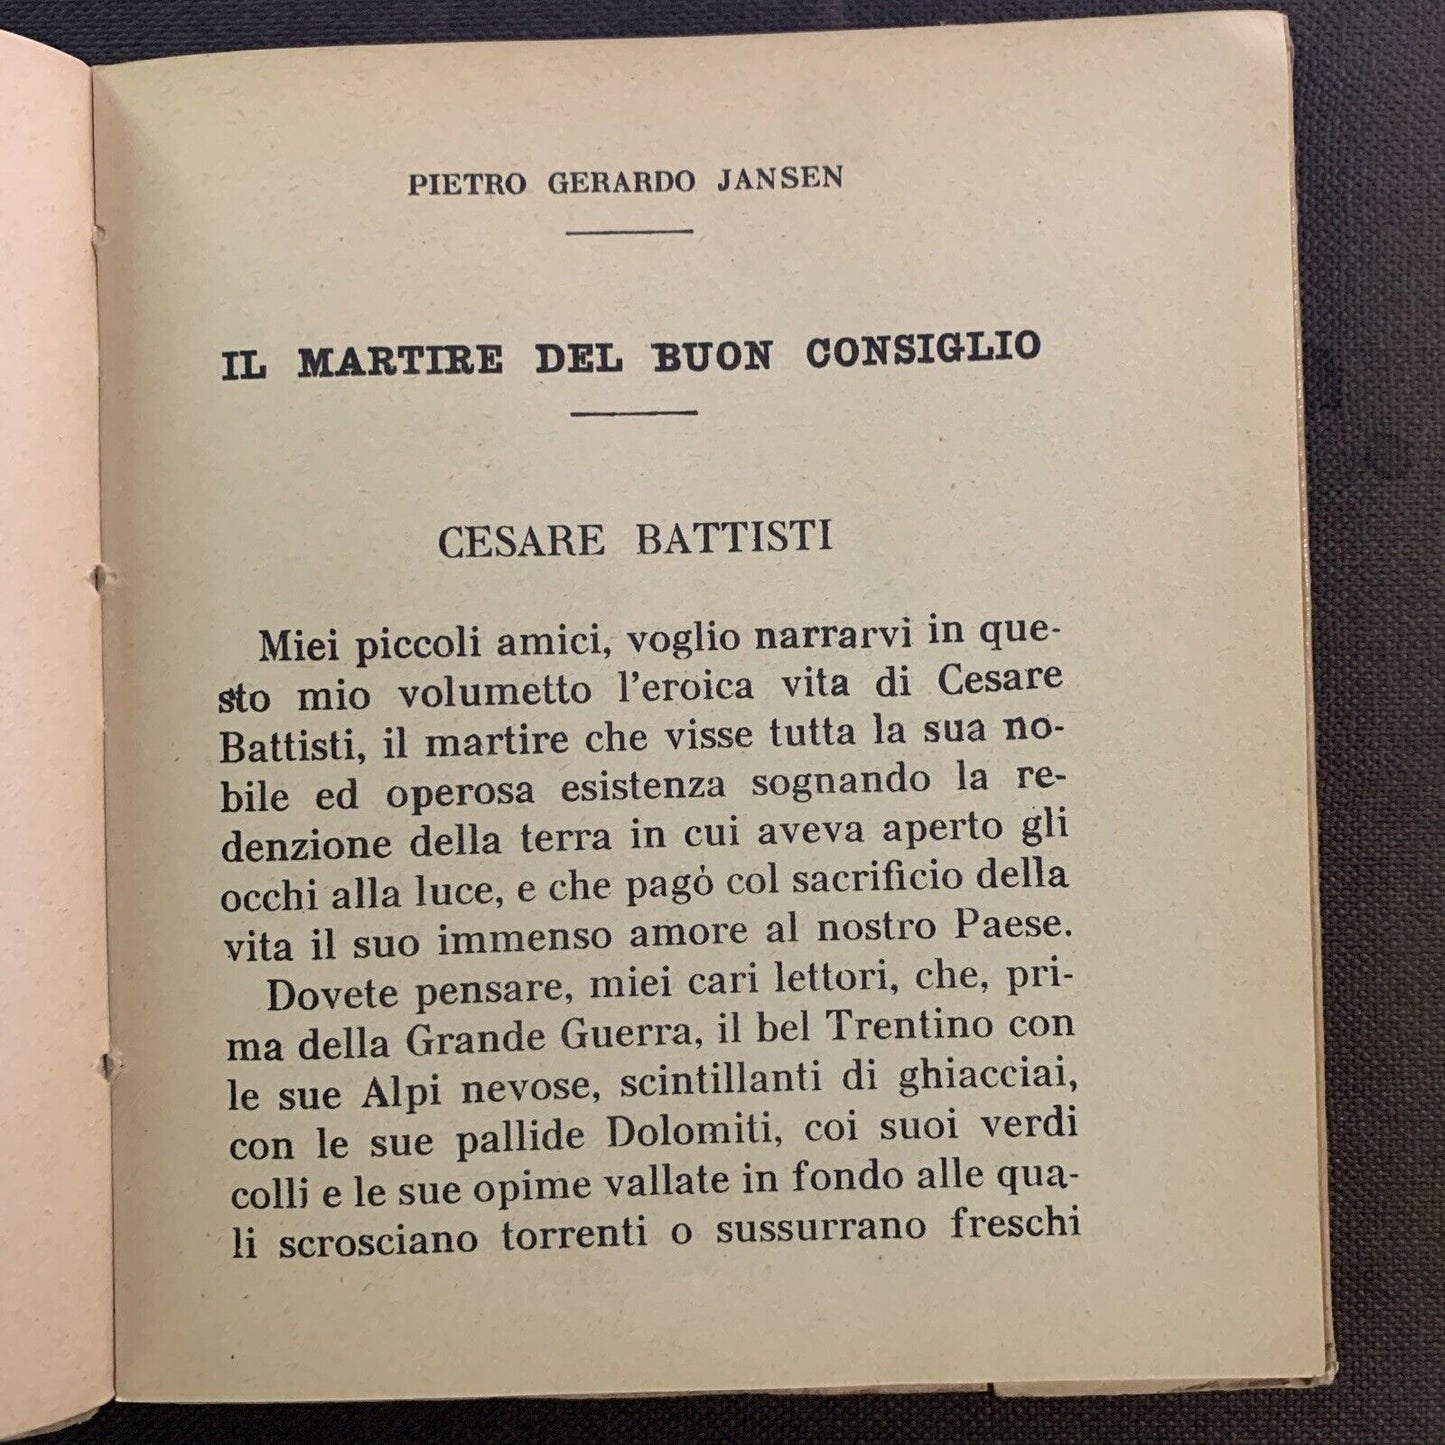 PIETRO GERARDO JANSEN
IL MARTIRE DEL BUON CONSIGLIO
CESARE BATTISTI
Miei piccoli amici, voglio narrarvi in que-
sto mio volumetto l'eroica vita di Cesare
Battisti, il martire che visse tutta la sua no-
bile ed operosa esistenza sognando la re-
denzione della terra in cui aveva aperto gli
occhi alla luce, e che pagò col sacrificio della
vita il suo immenso amore al nostro Paese.
Dovete pensare, miei cari lettori, che, pri-
ma della Grande Guerra, il bel Trentino con
le sue Alpi nevose, scintillanti di ghiacciai,
con le sue pallide Dolomiti, coi suoi verdi
colli e le sue opime vallate in fondo alle qua-
li scrosciano torrenti o sussurrano freschi